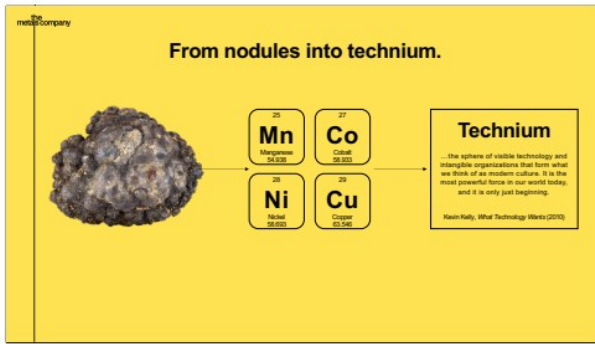 the
metals company
From nodules into technium.
25
Mn
Manganese
54.938
27
Co
Cobalt
58.933
28
Ni
Nickel
58.693
29
Cu
Copper
63.546
Technium
...the sphere of visible technology and
intangible organizations that form what
we think of as modern culture. It is the
most powerful force in our world today,
and it is only just beginning.
Kevin Kelly, What Technology Wants (2010)